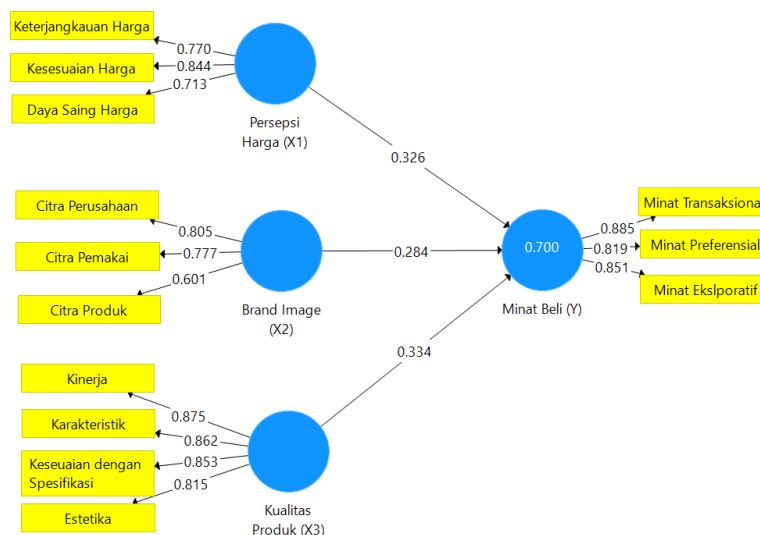 Keterjangkauan Harga
0.770
Kesesuaian Harga
0.844
0.713
Daya Saing Harga
Persepsi
Harga (X1)
0.326
Citra Perusahaan
0.805
Citra Pemakai
0.777
0.601
Citra Produk
Brand Image
(X2)
0.284
0.700
Minat Beli (Y)
Minat Transaksiona
0.885
Minat Preferensial
0.819
0.851
Minat Ekslporatif
0.334
Kinerja
0.875
Karakteristik
0.862
Keseuaian dengan
Spesifikasi
0.853
0.815
Estetika
Kualitas
Produk (X3)